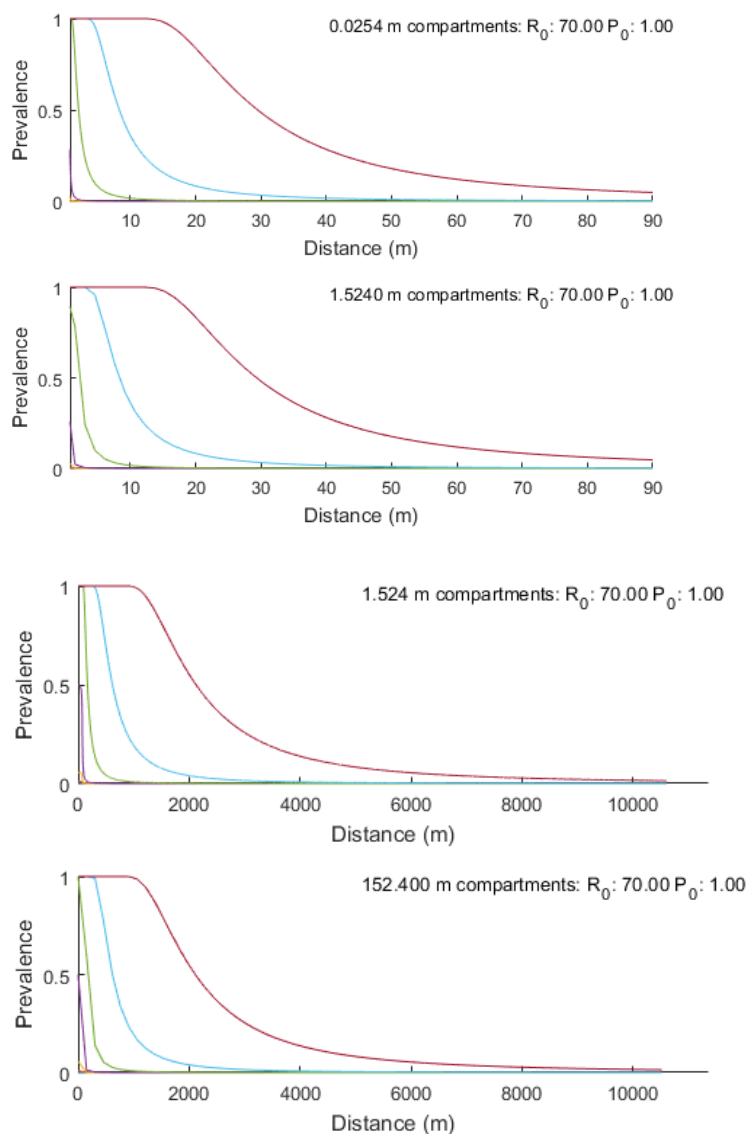 0.0254 m compartments: R0: 70.00 P0: 1.00
Prevalence
1
0.5
0
10 20 30 40 50 60 70 80 90
Distance (m)
1.5240 m compartments: R0: 70.00 P0: 1.00
Prevalence
1
0.5
0
10 20 30 40 50 60 70 80 90
Distance (m)
1.524 m compartments: R0: 70.00 P0: 1.00
Prevalence
1
0.5
0
0 2000 4000 6000 8000 10000
Distance (m)
152.400 m compartments: R0: 70.00 P0: 1.00
Prevalence
1
0.5
0
0 2000 4000 6000 8000 10000
Distance (m)